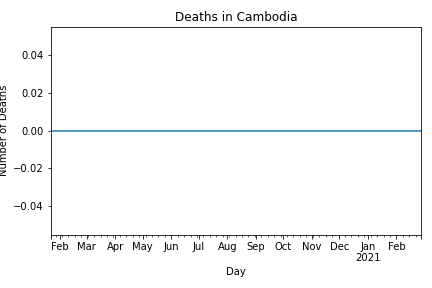 Deaths in Cambodia
Number of Deaths
0.04
0.02
0.00
−0.02
−0.04
Feb Mar Apr May Jun Jul Aug Sep Oct Nov Dec Jan Feb
2021
Day